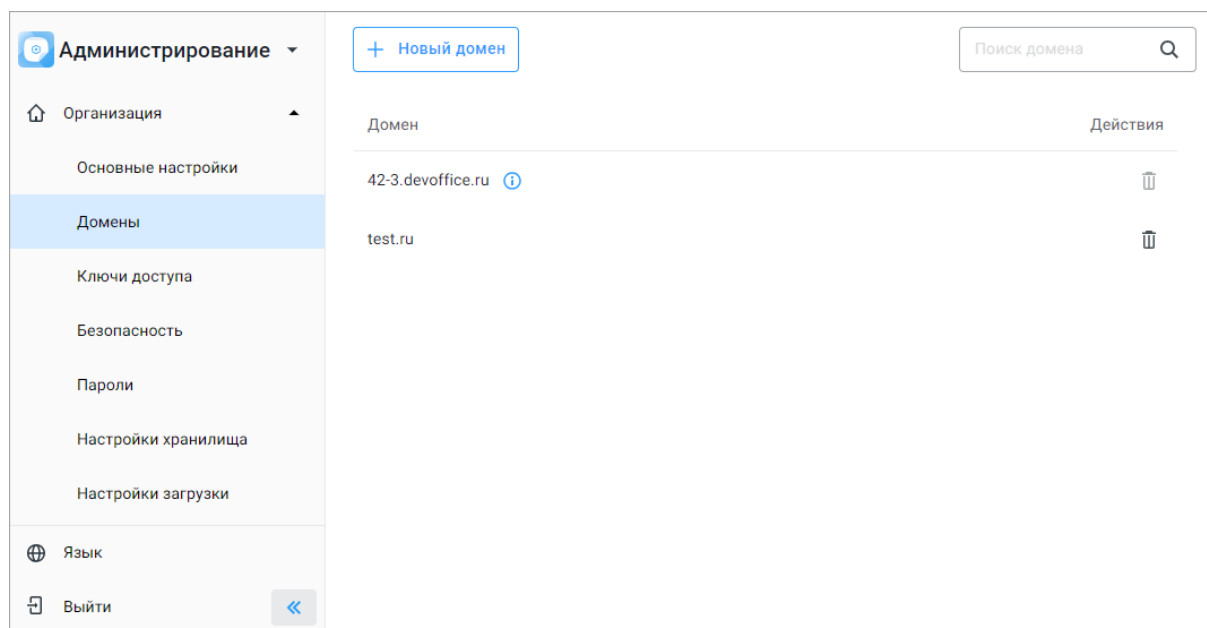 Администрирование
Организация
Основные настройки
Домены
Ключи доступа
Безопасность
Пароли
Настройки хранилища
Настройки загрузки
Язык
Выйти
+ Новый домен
Поиск домена
Домен Действия
42-3.devoffice.ru
test.ru